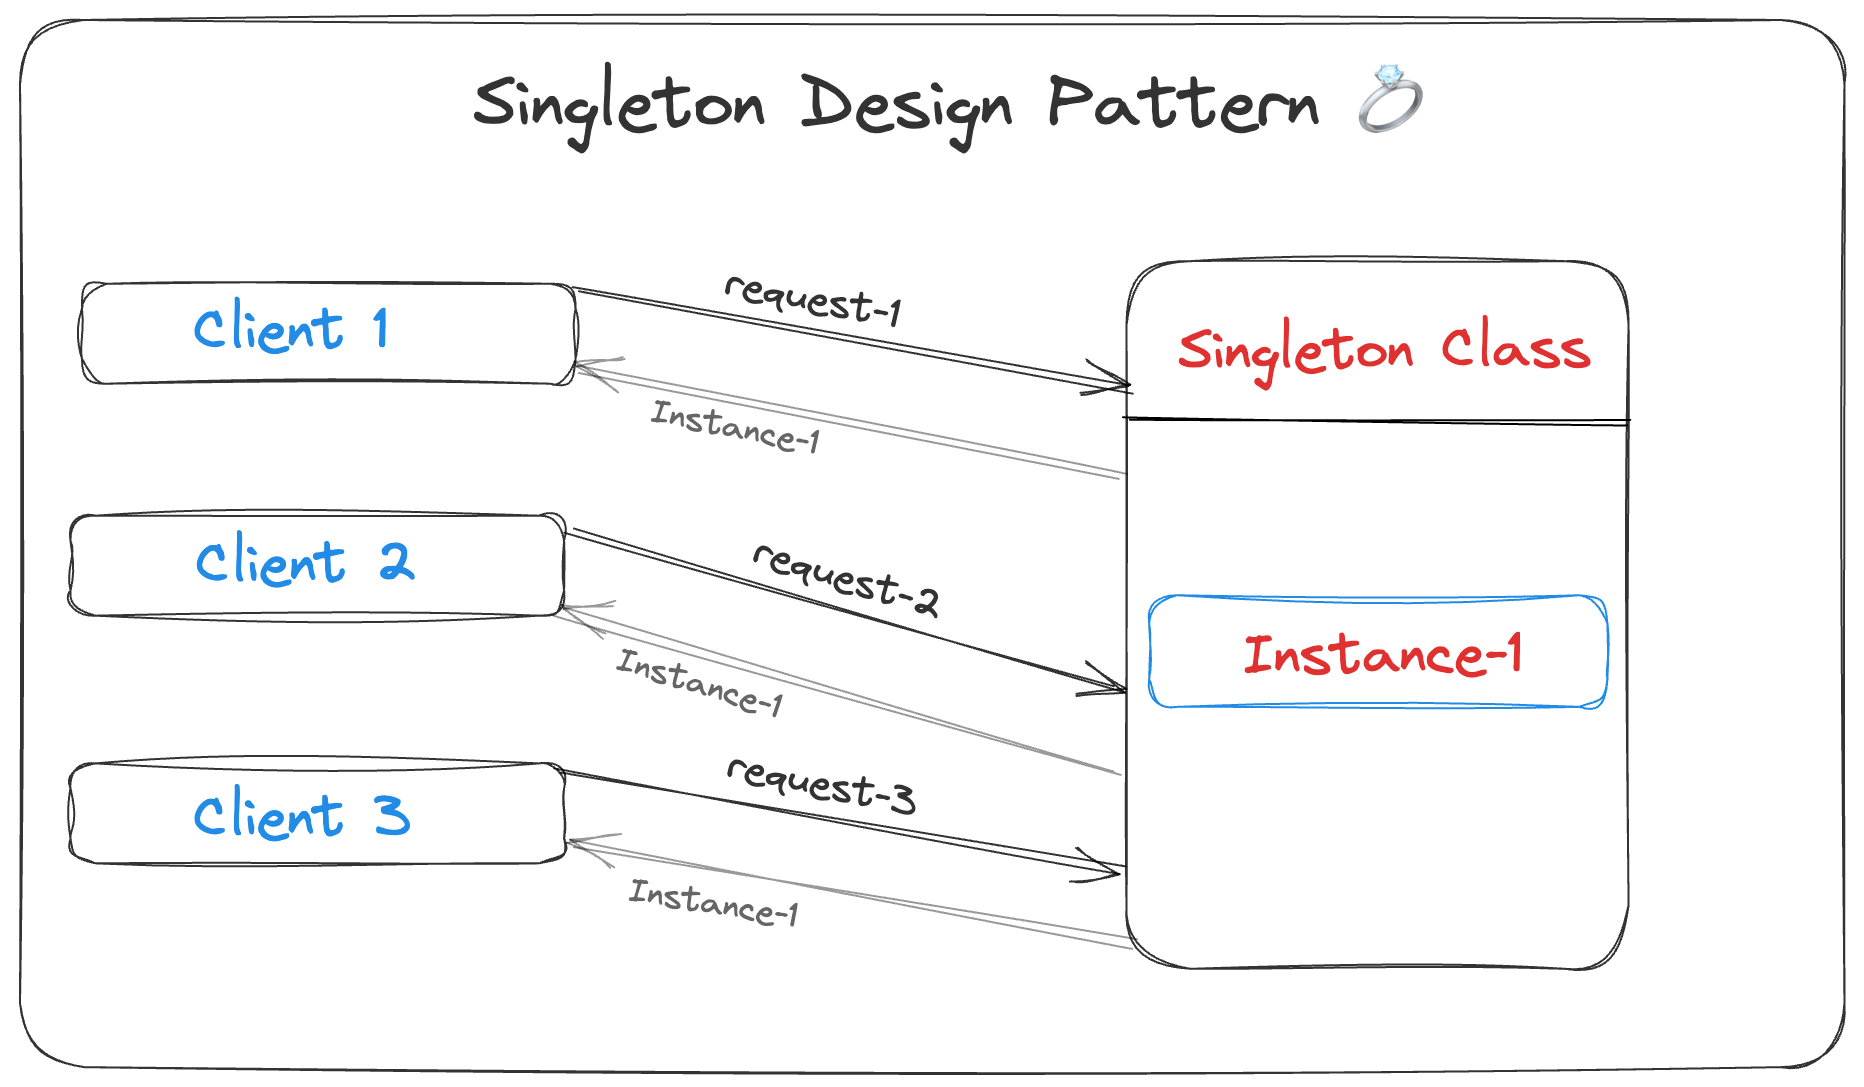 Singleton Design Pattern 💍
Client 1
request-1
Instance-1
Singleton Class
Client 2
request-2
Instance-1
Instance-1
Client 3
request-3
Instance-1